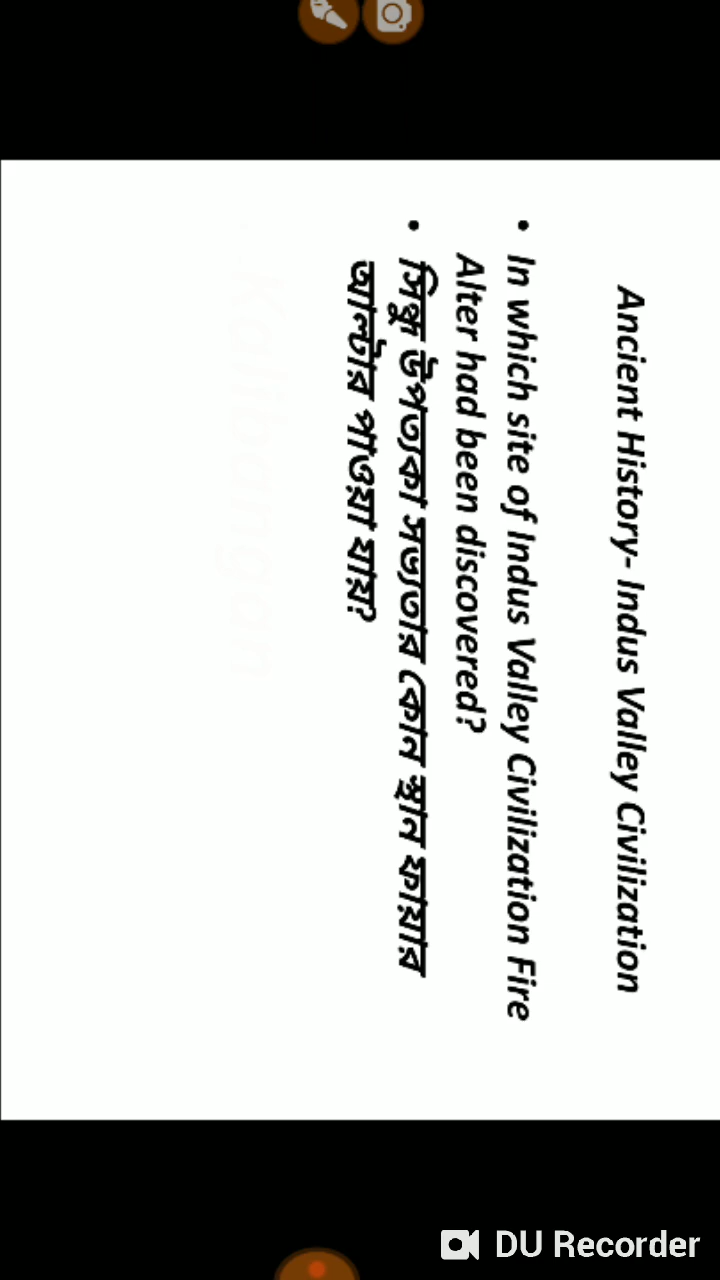 Ancient History- Indus Valley Civilization
• In which site of Indus Valley Civilization Fire
Alter had been discovered?
• সিন্ধু উপত্যকা সভ্যতার কোন স্থান ফায়ার
আল্টার পাওয়া যায়?
Kalibangan
DU Recorder